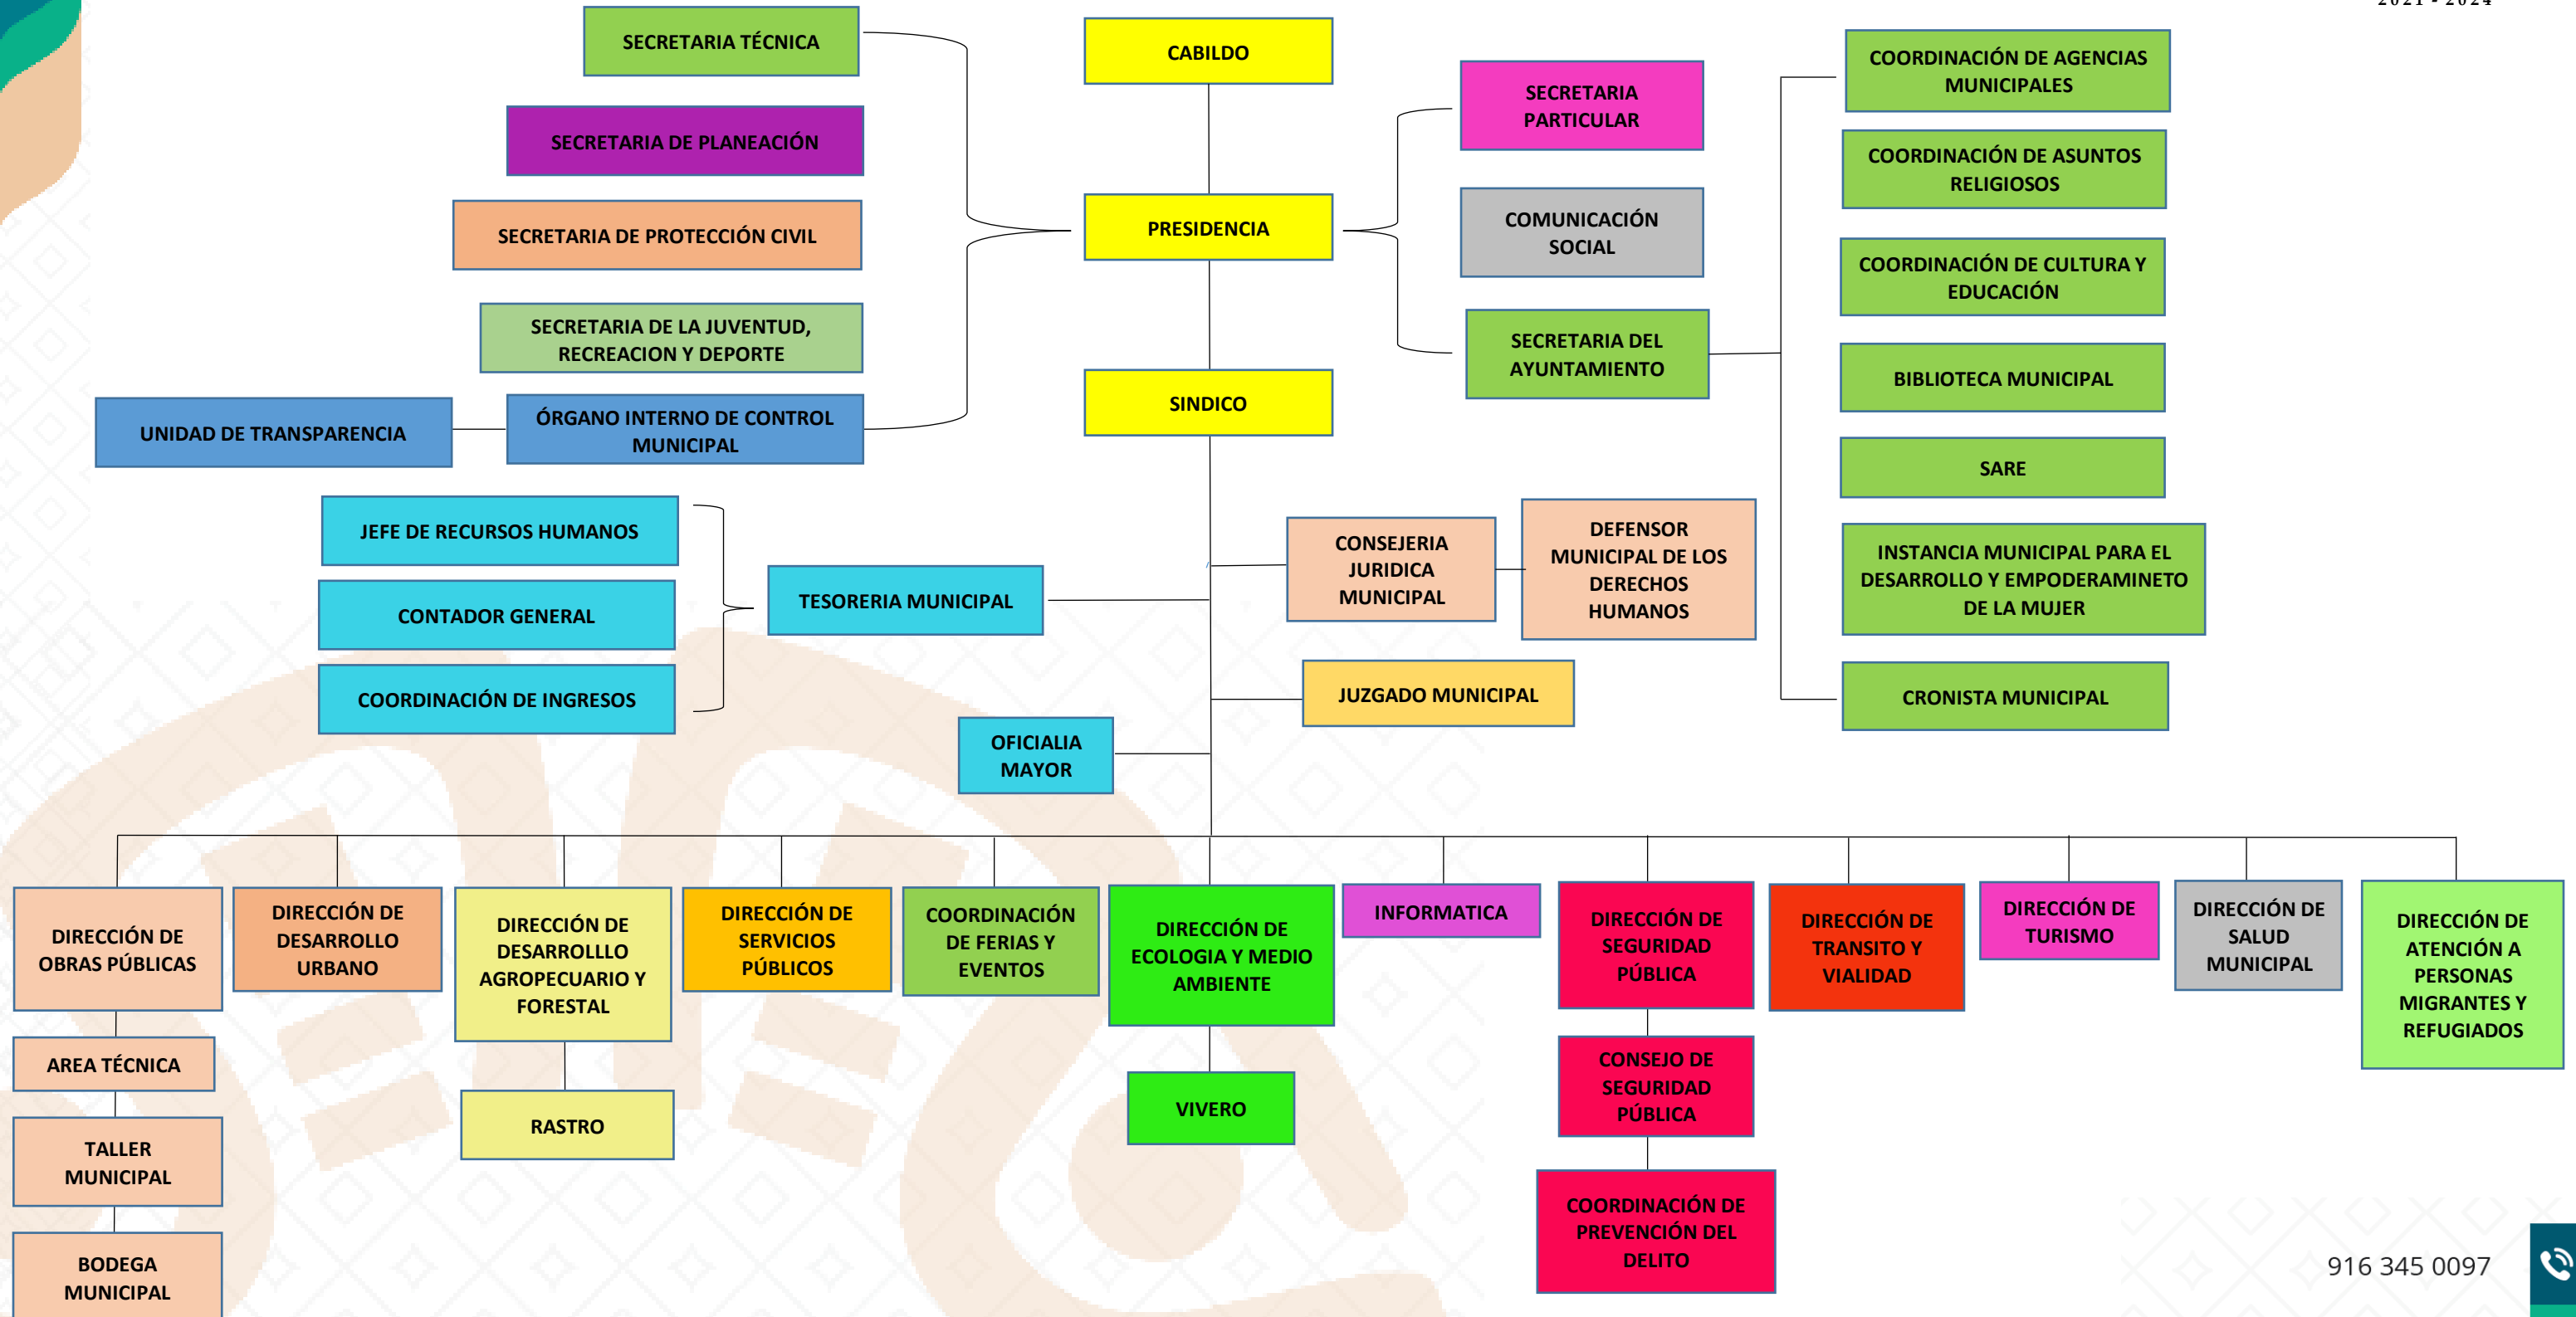 2021 - 2024
SECRETARIA TÉCNICA
CABILDO
COORDINACIÓN DE AGENCIAS
MUNICIPALES
SECRETARIA
PARTICULAR
SECRETARIA DE PLANEACIÓN
COORDINACIÓN DE ASUNTOS
RELIGIOSOS
SECRETARIA DE PROTECCIÓN CIVIL
PRESIDENCIA
COMUNICACIÓN
SOCIAL
COORDINACIÓN DE CULTURA Y
EDUCACIÓN
SECRETARIA DE LA JUVENTUD,
RECREACION Y DEPORTE
SECRETARIA DEL
AYUNTAMIENTO
BIBLIOTECA MUNICIPAL
SINDICO
UNIDAD DE TRANSPARENCIA
ÓRGANO INTERNO DE CONTROL
MUNICIPAL
SARE
JEFE DE RECURSOS HUMANOS
CONSEJERIA
JURIDICA
MUNICIPAL
DEFENSOR
MUNICIPAL DE LOS
DERECHOS
HUMANOS
INSTANCIA MUNICIPAL PARA EL
DESARROLLO Y EMPODERAMINETO
DE LA MUJER
TESORERIA MUNICIPAL
CONTADOR GENERAL
COORDINACIÓN DE INGRESOS
JUZGADO MUNICIPAL
CRONISTA MUNICIPAL
OFICIALIA
MAYOR
DIRECCIÓN DE
OBRAS PÚBLICAS
DIRECCIÓN DE
DESARROLLO
URBANO
DIRECCIÓN DE
DESARROLLLO
AGROPECUARIO Y
FORESTAL
DIRECCIÓN DE
SERVICIOS
PÚBLICOS
COORDINACIÓN
DE FERIAS Y
EVENTOS
DIRECCIÓN DE
ECOLOGIA Y MEDIO
AMBIENTE
INFORMATICA
DIRECCIÓN DE
SEGURIDAD
PÚBLICA
DIRECCIÓN DE
TRANSITO Y
VIALIDAD
DIRECCIÓN DE
TURISMO
DIRECCIÓN DE
SALUD
MUNICIPAL
DIRECCIÓN DE
ATENCIÓN A
PERSONAS
MIGRANTES Y
REFUGIADOS
AREA TÉCNICA
TALLER
MUNICIPAL
BODEGA
MUNICIPAL
RASTRO
VIVERO
CONSEJO DE
SEGURIDAD
PÚBLICA
COORDINACIÓN DE
PREVENCIÓN DEL
DELITO
916 345 0097